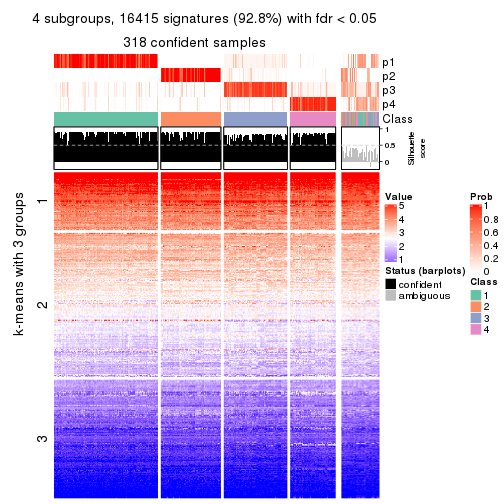 4 subgroups, 16415 signatures (92.8%) with fdr < 0.05
318 confident samples
p1
p2
p3
p4
Class
1
0.5
0
Silhouette
score
k-means with 3 groups
1
2
3
Value
5
4
3
2
1
Status (barplots)
confident
ambiguous
Prob
1
0.8
0.6
0.4
0.2
0
Class
1
2
3
4